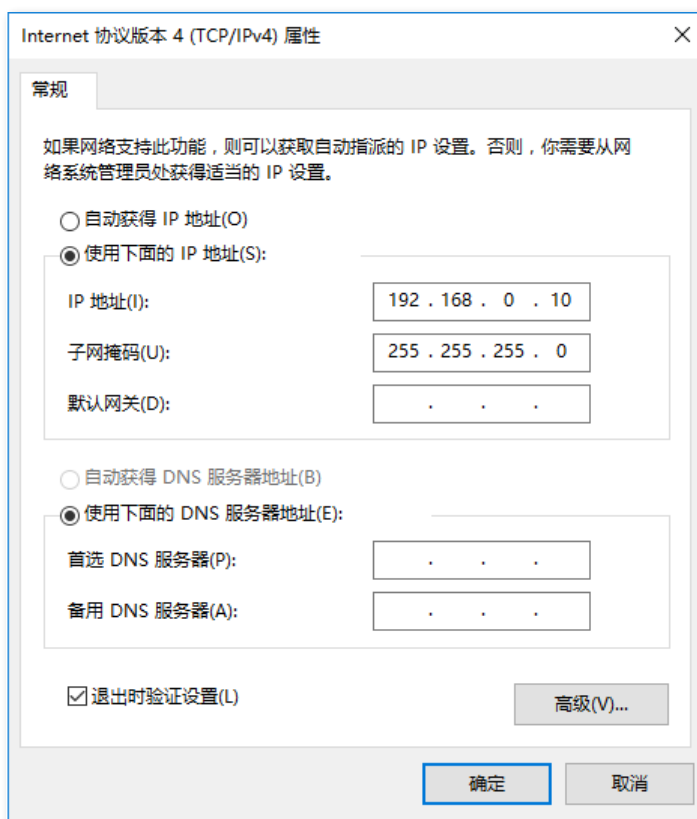 Internet 协议版本 4 (TCP/IPv4) 属性
常规
如果网络支持此功能，则可以获取自动指派的 IP 设置。否则，你需要从网
络系统管理员处获得适当的 IP 设置。
自动获得 IP 地址(O)
使用下面的 IP 地址(S):
IP 地址(I): 192 . 168 . 0 . 10
子网掩码(U): 255 . 255 . 255 . 0
默认网关(D): . . .
自动获得 DNS 服务器地址(B)
使用下面的 DNS 服务器地址(E):
首选 DNS 服务器(P): . . .
备用 DNS 服务器(A): . . .
退出时验证设置(L)
高级(V)...
确定 取消